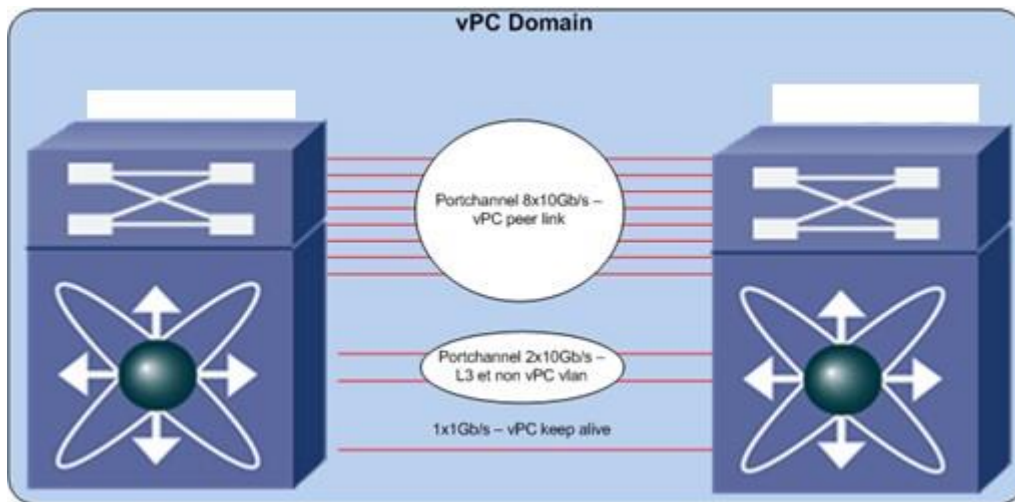 vPC Domain
Portchannel 8x10Gb/s –
vPC peer link
Portchannel 2x10Gb/s –
L3 et non vPC vlan
1x1Gb/s – vPC keep alive